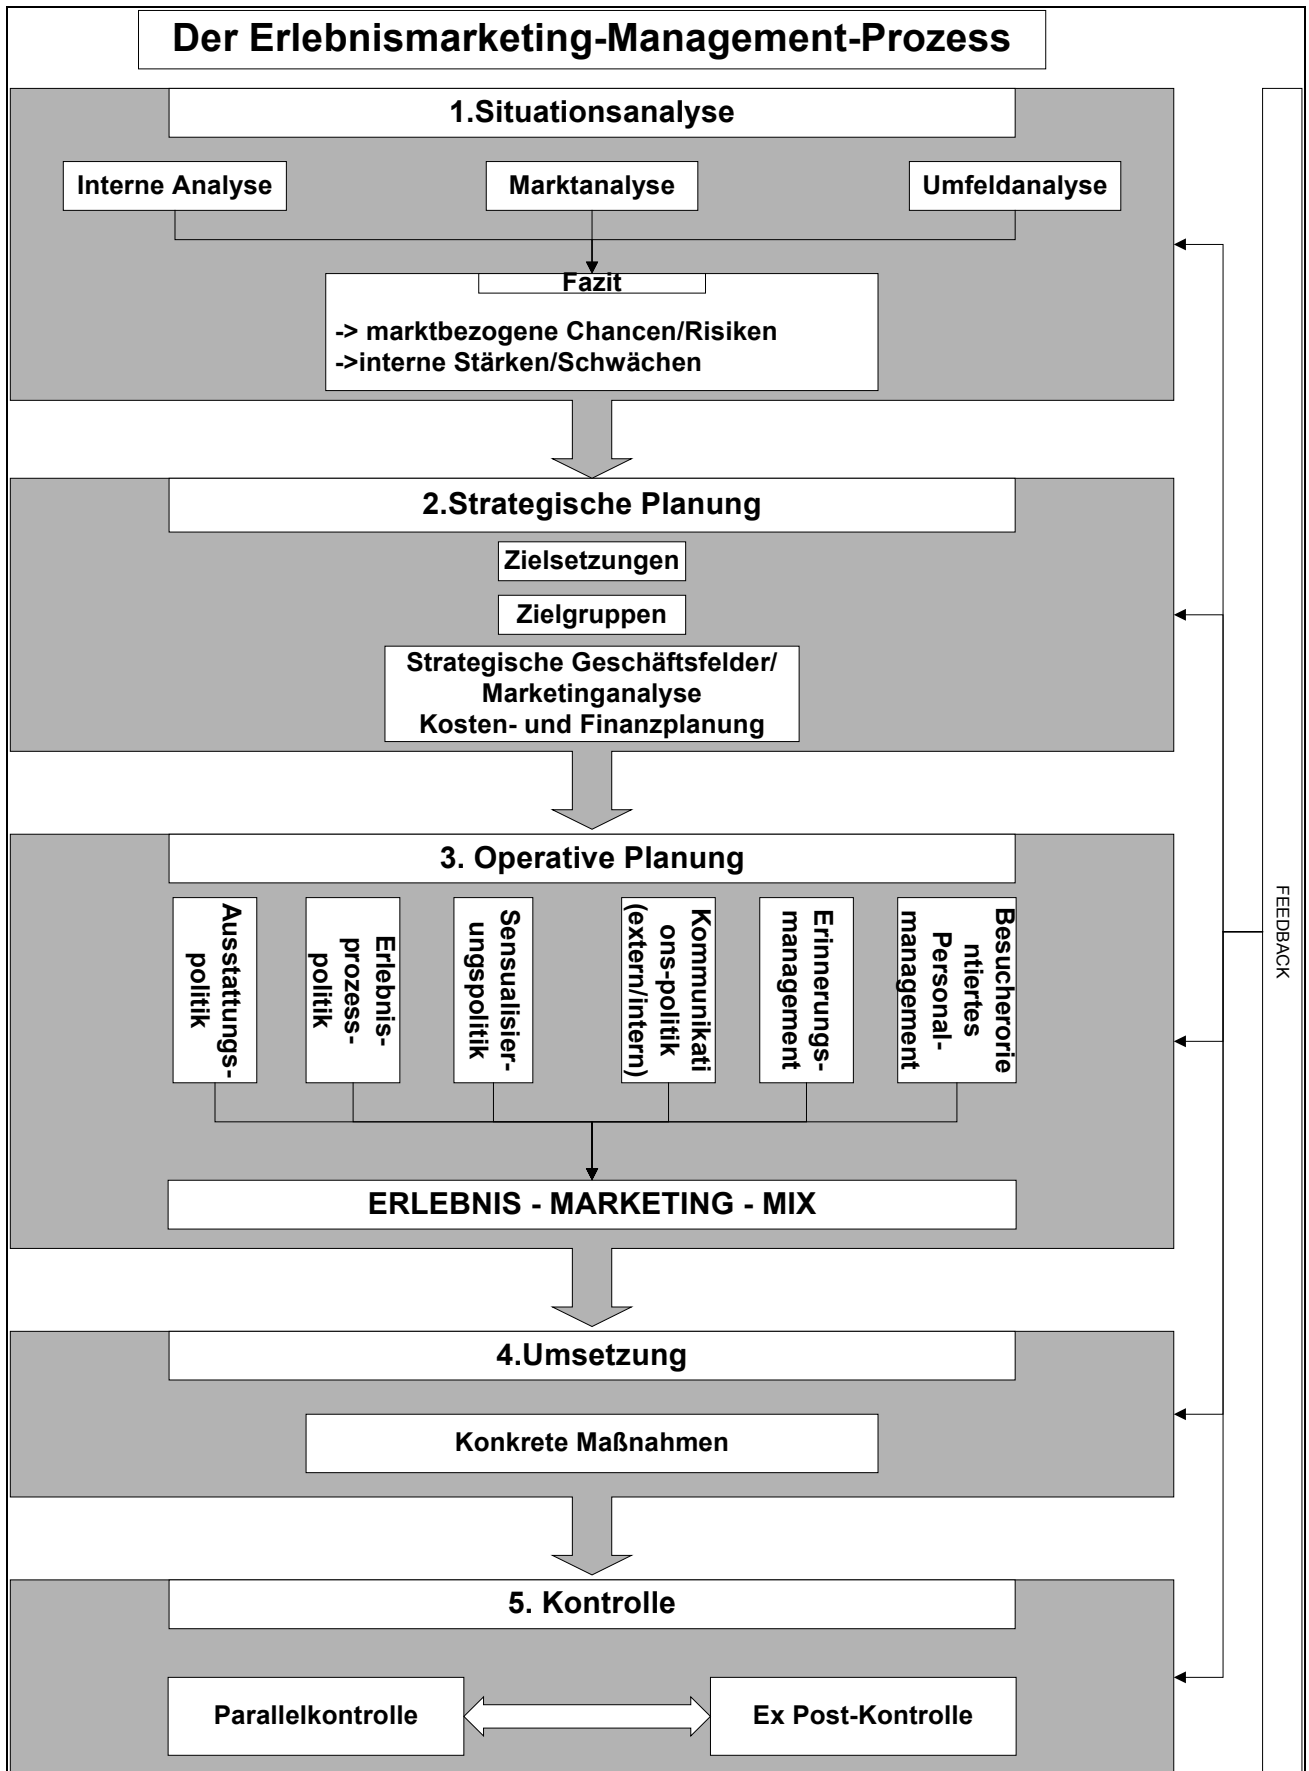 Der Erlebnismarketing-Management-Prozess
1.Situationsanalyse
Interne Analyse
Marktanalyse
Umfeldanalyse
Fazit
-> marktbezogene Chancen/Risiken
->interne Stärken/Schwächen
2.Strategische Planung
Zielsetzungen
Zielgruppen
Strategische Geschäftsfelder/
Marketinganalyse
Kosten- und Finanzplanung
3. Operative Planung
Ausstattungs-
politik
Erlebnis-
prozess-
politik
Sensualisier-
ungspolitik
Kommunikati
ons-politik
(extern/intern)
Erinnerungs-
management
Besucherorie
ntiertes
Personal-
management
ERLEBNIS - MARKETING - MIX
4.Umsetzung
Konkrete Maßnahmen
5. Kontrolle
Parallelkontrolle
Ex Post-Kontrolle
FEEDBACK